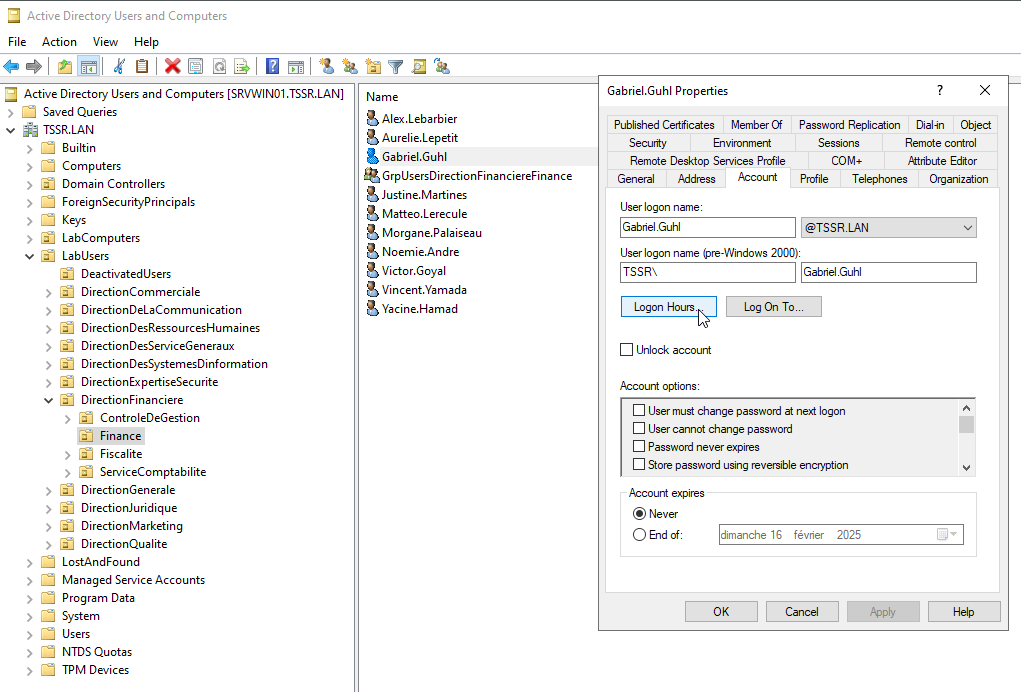 Active Directory Users and Computers
File Action View Help
Active Directory Users and Computers [SRVWIN01.TSSR.LAN]
Saved Queries
TSSR.LAN
Builtin
Computers
Domain Controllers
ForeignSecurityPrincipals
Keys
LabComputers
LabUsers
DeactivatedUsers
DirectionCommerciale
DirectionDeLaCommunication
DirectionDesRessourcesHumaines
DirectionDesServiceGeneraux
DirectionDesSystemesDinformation
DirectionExpertiseSecurite
DirectionFinanciere
ControleDeGestion
Finance
Fiscalite
ServiceComptabilite
DirectionGenerale
DirectionJuridique
DirectionMarketing
DirectionQualite
LostAndFound
Managed Service Accounts
Program Data
System
Users
NTDS Quotas
TPM Devices
Name
Alex.Lebarbier
Aurelie.Lepetit
Gabriel.Guhl
GrpUsersDirectionFinanciereFinance
Justine.Martines
Matteo.Lerecule
Morgane.Palaiseau
Noemie.Andre
Victor.Goyal
Vincent.Yamada
Yacine.Hamad
Gabriel.Guhl Properties
?
Published Certificates Member Of Password Replication Dial-in Object
Security Environment Sessions Remote control
Remote Desktop Services Profile COM+ Attribute Editor
General Address Account Profile Telephones Organization
User logon name:
Gabriel.Guhl @TSSR.LAN
User logon name (pre-Windows 2000):
TSSR\ Gabriel.Guhl
Logon Hours... Log On To...
Unlock account
Account options:
User must change password at next logon
User cannot change password
Password never expires
Store password using reversible encryption
Account expires
Never
End of: dimanche 16 février 2025
OK Cancel Apply Help